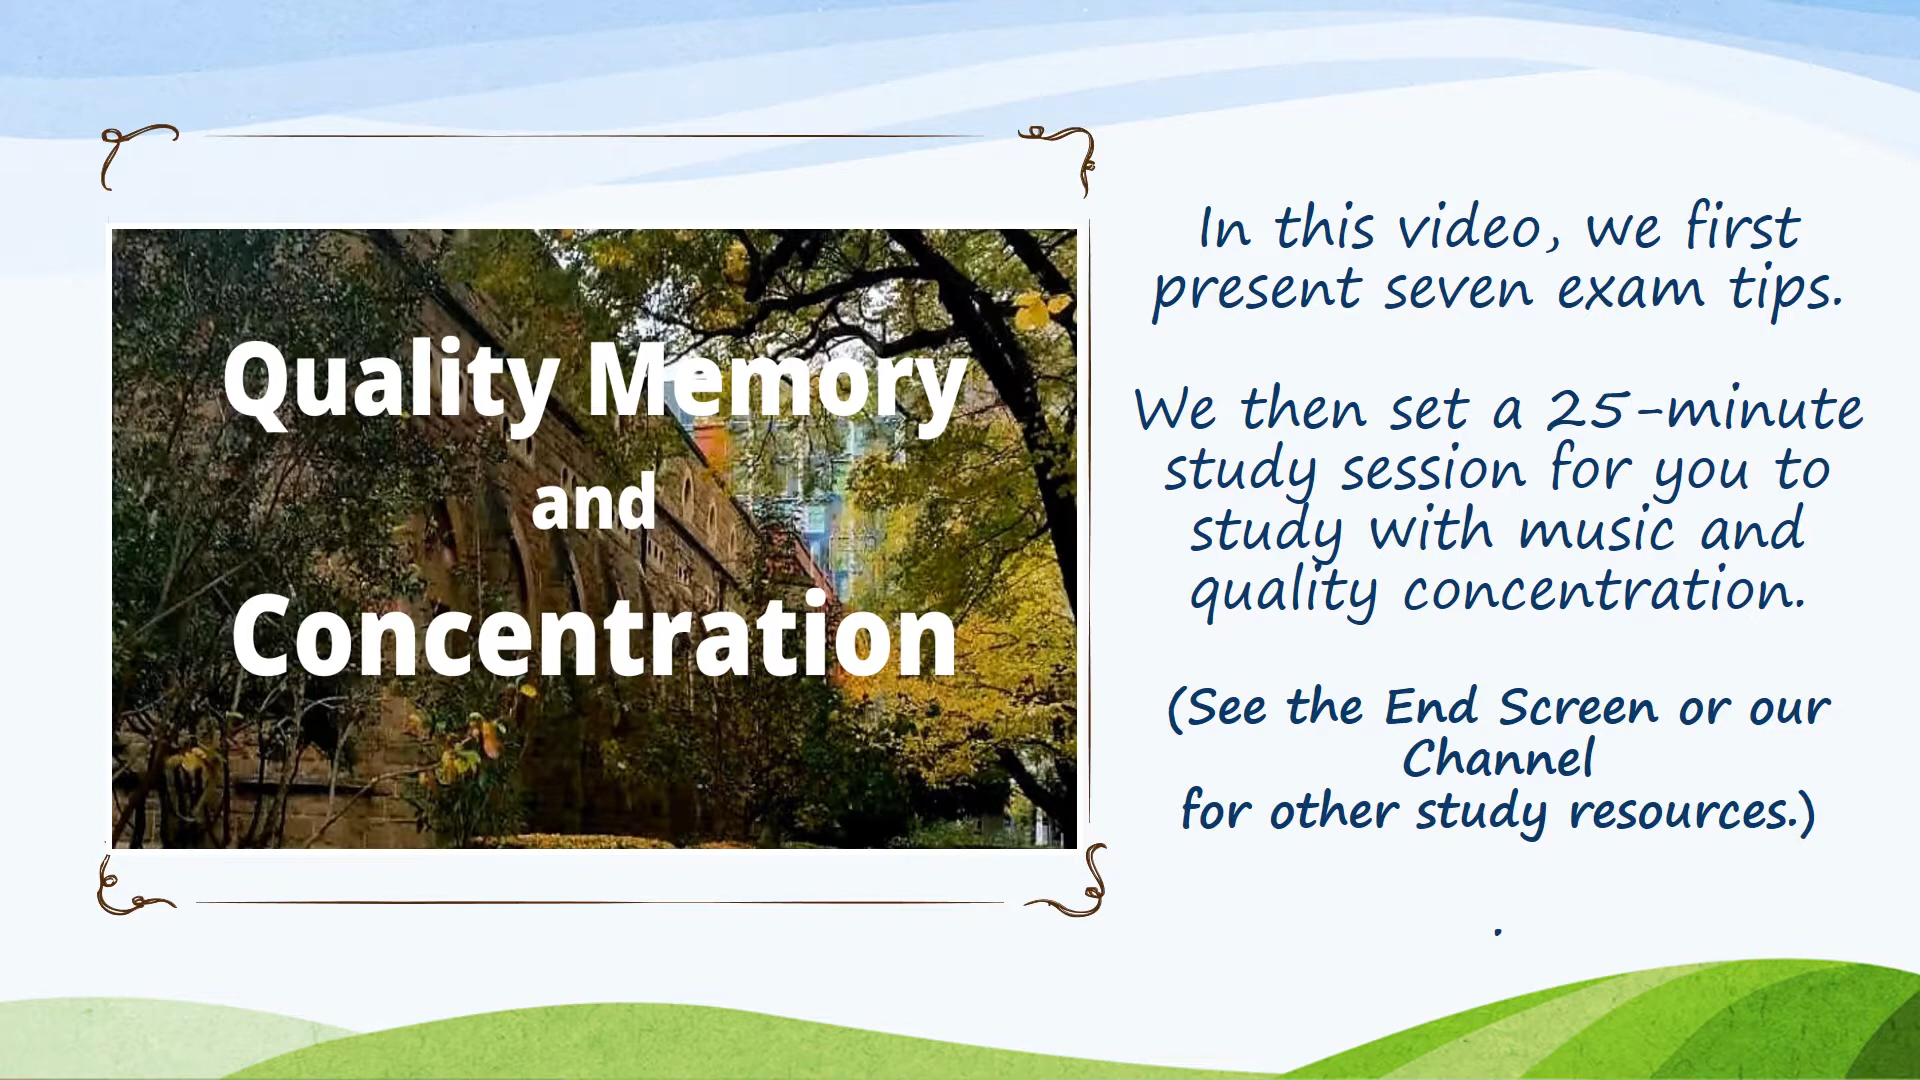 Quality Memory
and
Concentration
In this video, we first
present seven exam tips.
We then set a 25-minute
study session for you to
study with music and
quality concentration.
(See the End Screen or our
Channel
for other study resources.)
.